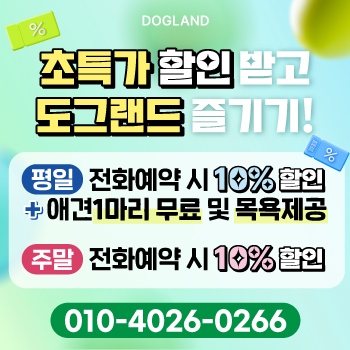 DOGLAND
초특가 할인 받고
도그랜드 즐기기!
평일 전화예약 시 10% 할인
+ 애견1마리 무료 및 목욕제공
주말 전화예약 시 10% 할인
010-4026-0266
%
%